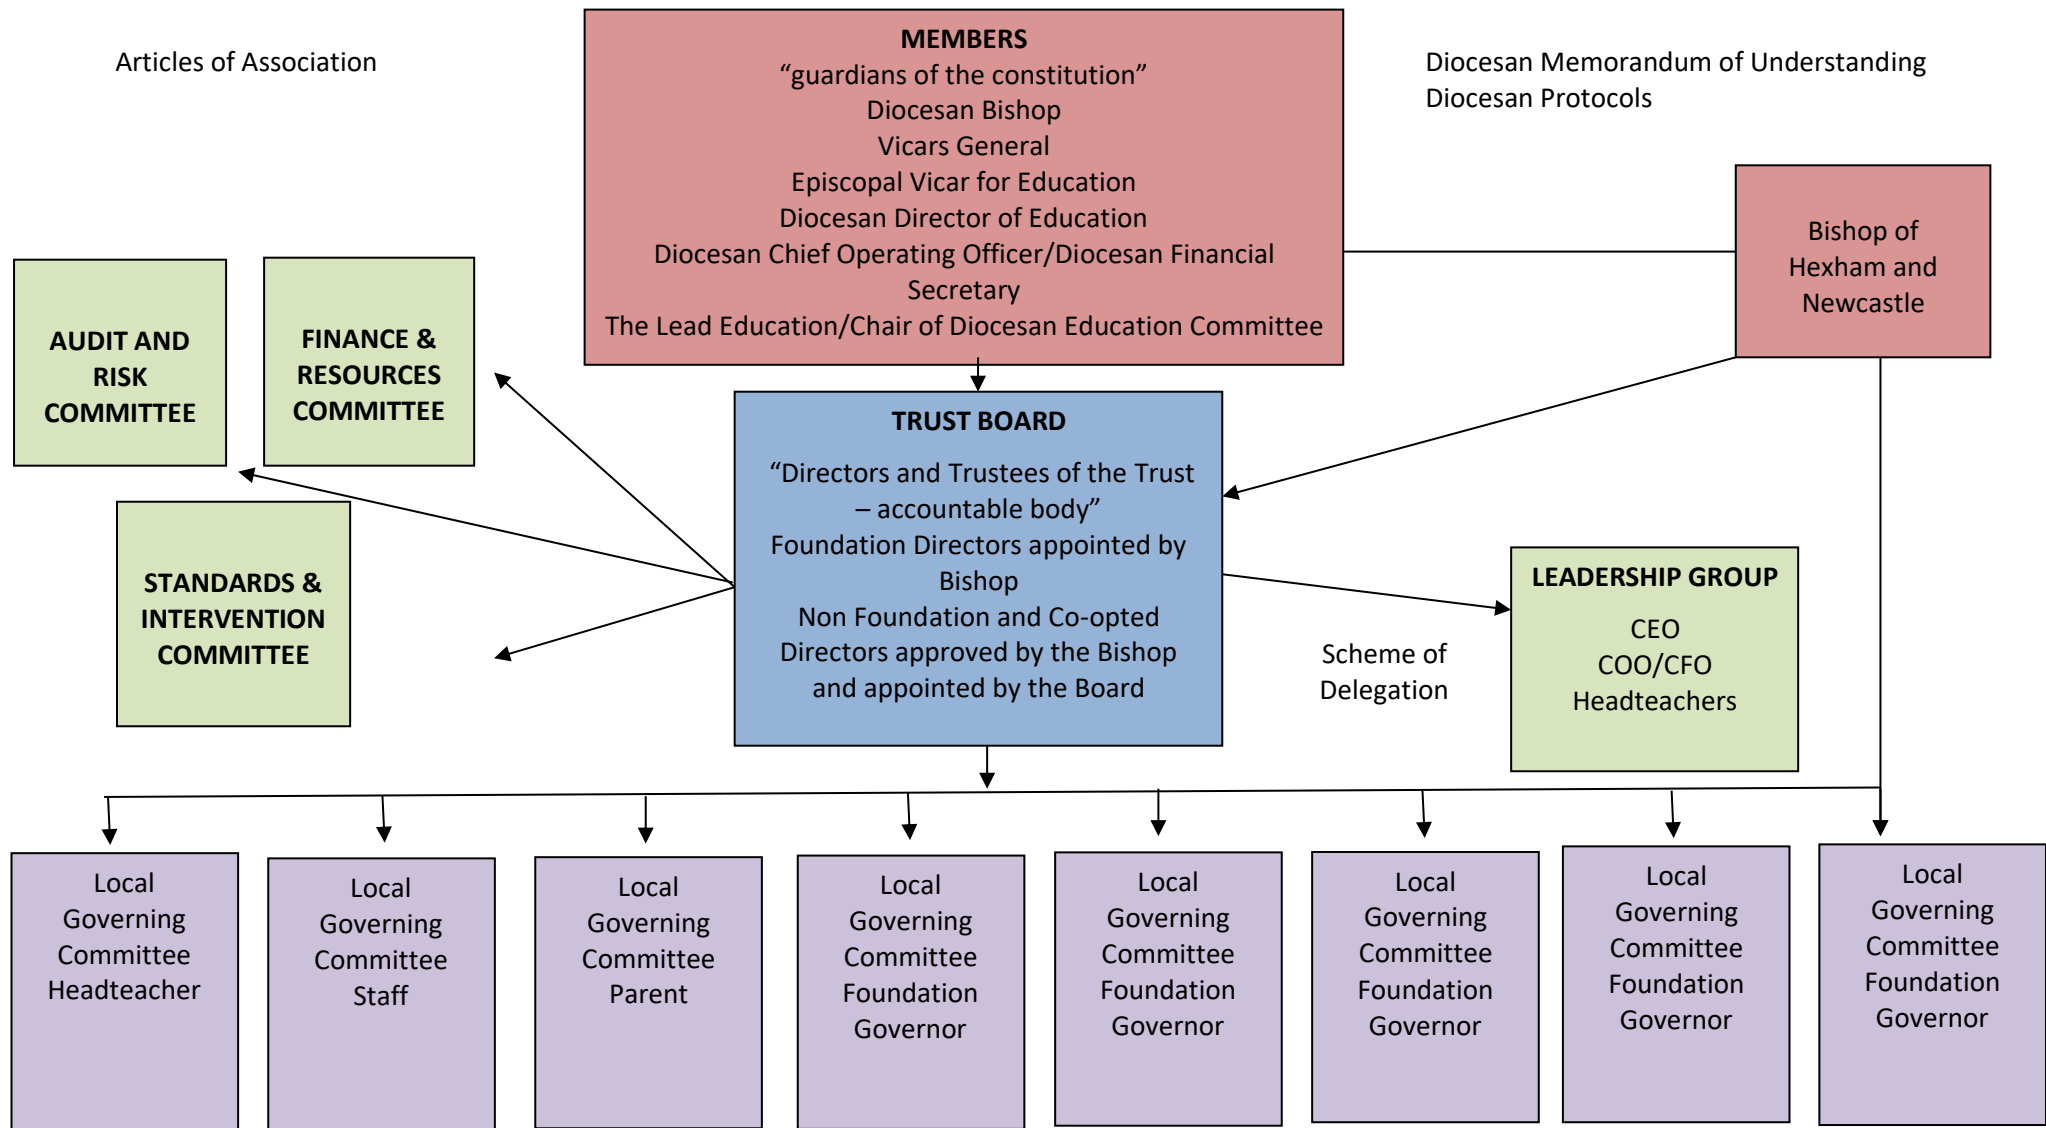 Articles of Association
MEMBERS
“guardians of the constitution”
Diocesan Bishop
Vicars General
Episcopal Vicar for Education
Diocesan Director of Education
Diocesan Chief Operating Officer/Diocesan Financial
Secretary
The Lead Education/Chair of Diocesan Education Committee
Diocesan Memorandum of Understanding
Diocesan Protocols
Bishop of
Hexham and
Newcastle
AUDIT AND
RISK
COMMITTEE
FINANCE &
RESOURCES
COMMITTEE
STANDARDS &
INTERVENTION
COMMITTEE
TRUST BOARD
“Directors and Trustees of the Trust
– accountable body”
Foundation Directors appointed by
Bishop
Non Foundation and Co-opted
Directors approved by the Bishop
and appointed by the Board
Scheme of
Delegation
LEADERSHIP GROUP
CEO
COO/CFO
Headteachers
Local
Governing
Committee
Headteacher
Local
Governing
Committee
Staff
Local
Governing
Committee
Parent
Local
Governing
Committee
Foundation
Governor
Local
Governing
Committee
Foundation
Governor
Local
Governing
Committee
Foundation
Governor
Local
Governing
Committee
Foundation
Governor
Local
Governing
Committee
Foundation
Governor